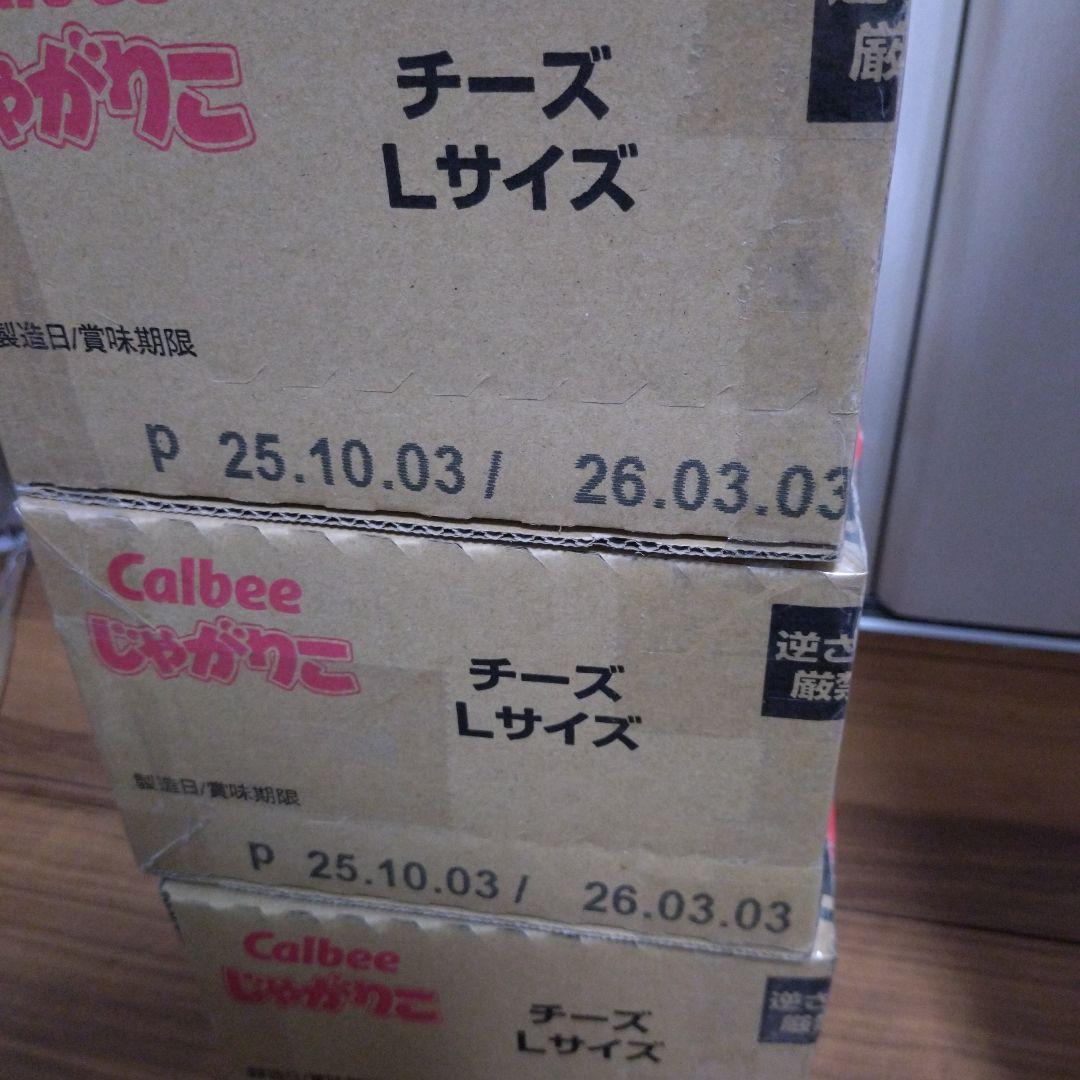 ゃがりこ
チーズ
Lサイズ
厳
製造日/賞味期限
p 25.10.03/ 26.03.03
Calbee
じゃがりこ
チーズ
Lサイズ
逆さ
厳禁
製造日/賞味期限
p 25.10.03/ 26.03.03
Calbee
じゃがりこ
チーズ
Lサイズ
逆さ
厳